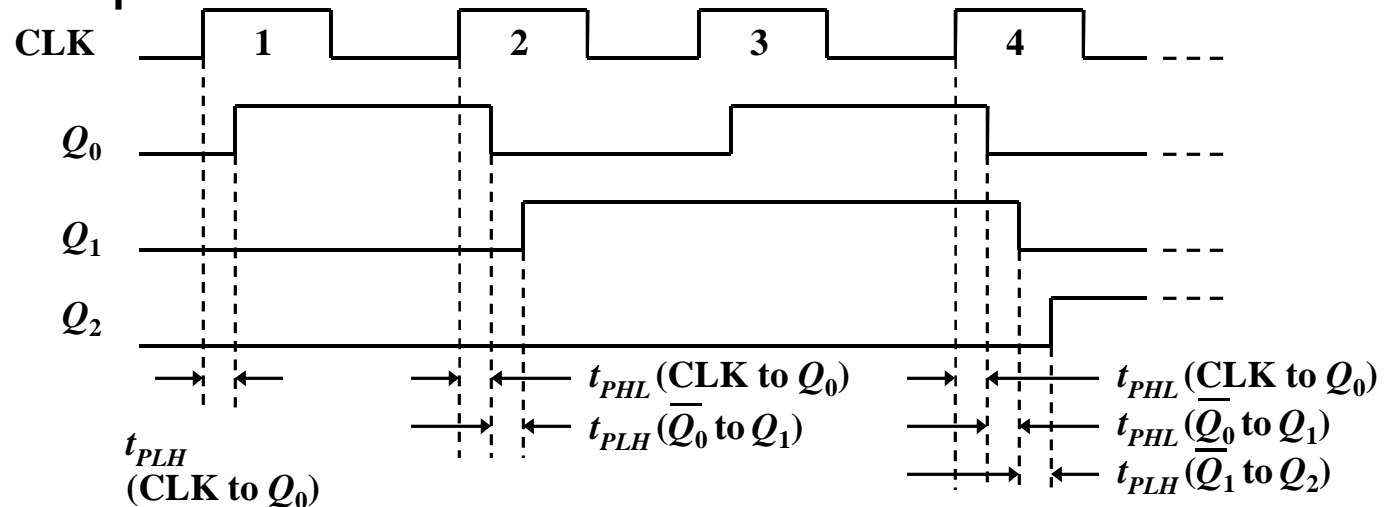 CLK 1 2 3 4
Q0
Q1
Q2
tPHL (CLK to Q0) tPHL (CLK to Q0)
tPLH (Q̅0 to Q1) tPHL (Q̅0 to Q1)
tPLH (Q̅1 to Q2)
tPLH
(CLK to Q0)